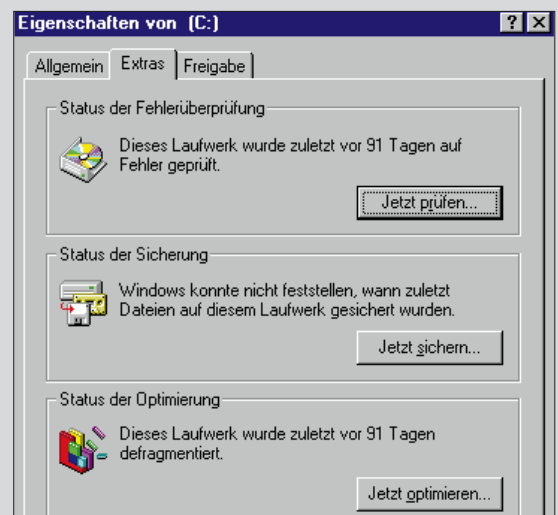 Eigenschaften von (C:)
Allgemein Extras Freigabe
Status der Fehlerüberprüfung
Dieses Laufwerk wurde zuletzt vor 91 Tagen auf
Fehler geprüft.
Jetzt prüfen...
Status der Sicherung
Windows konnte nicht feststellen, wann zuletzt
Dateien auf diesem Laufwerk gesichert wurden.
Jetzt sichern...
Status der Optimierung
Dieses Laufwerk wurde zuletzt vor 91 Tagen
defragmentiert.
Jetzt optimieren...